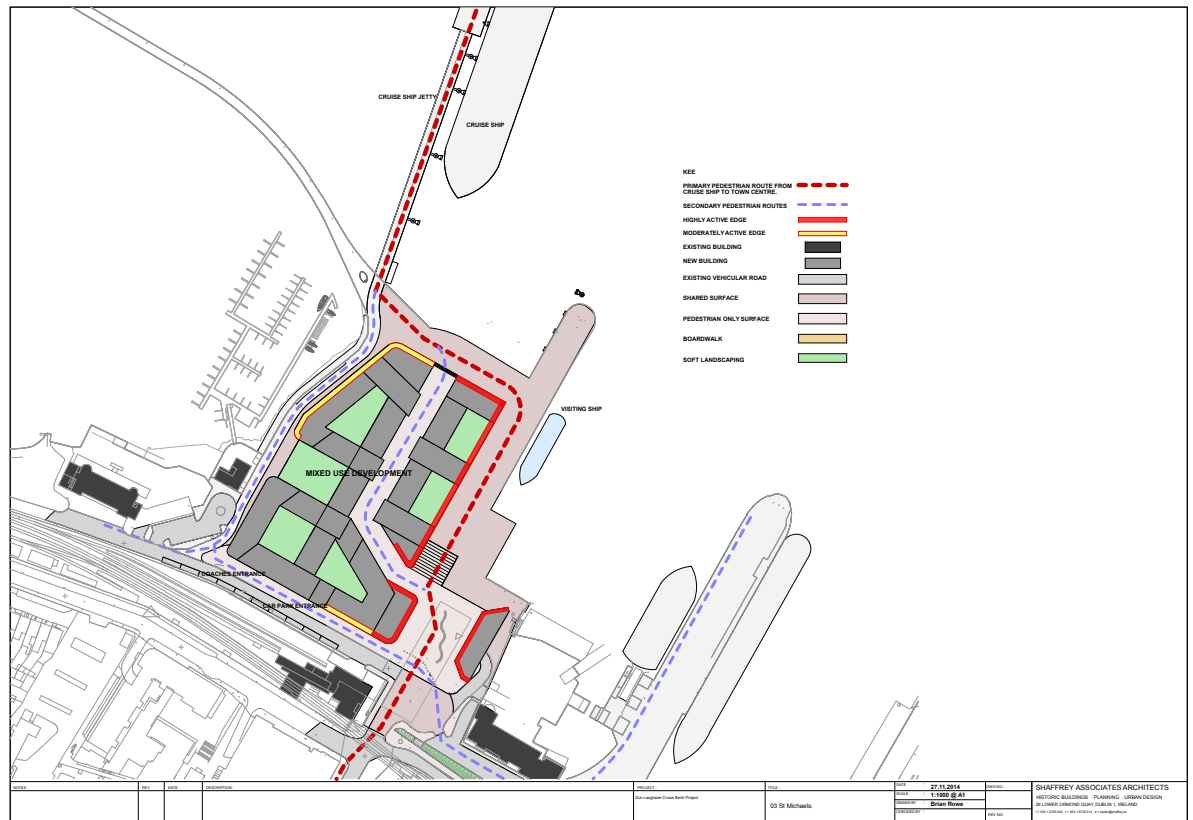 CRUISE SHIP JETTY
CRUISE SHIP
KEE
PRIMARY PEDESTRIAN ROUTE FROM
CRUSE SHIP TO TOWN CENTRE.
SECONDARY PEDESTRIAN ROUTES
HIGHLY ACTIVE EDGE
MODERATELY ACTIVE EDGE
EXISTING BUILDING
NEW BUILDING
EXISTING VEHICULAR ROAD
SHARED SURFACE
PEDESTRIAN ONLY SURFACE
BOARDWALK
SOFT LANDSCAPING
VISITING SHIP
MIXED USE DEVELOPMENT
COACHES ENTRANCE
CAR PARK ENTRANCE
NOTES:
REV
DATE:
DESCRIPTION:
PROJECT :
Dun Laoghaire Cruise Berth Project
TITLE :
03 St Michaels:
DATE : 27.11.2014
SCALE : 1:1000 @ A1
DRAWN BY : Brian Rowe
CHECKED BY :
DWG NO:
REV NO:
SHAFFREY ASSOCIATES ARCHITECTS
HISTORIC BUILDINGS · PLANNING · URBAN DESIGN
29 LOWER ORMOND QUAY, DUBLIN 1, IRELAND